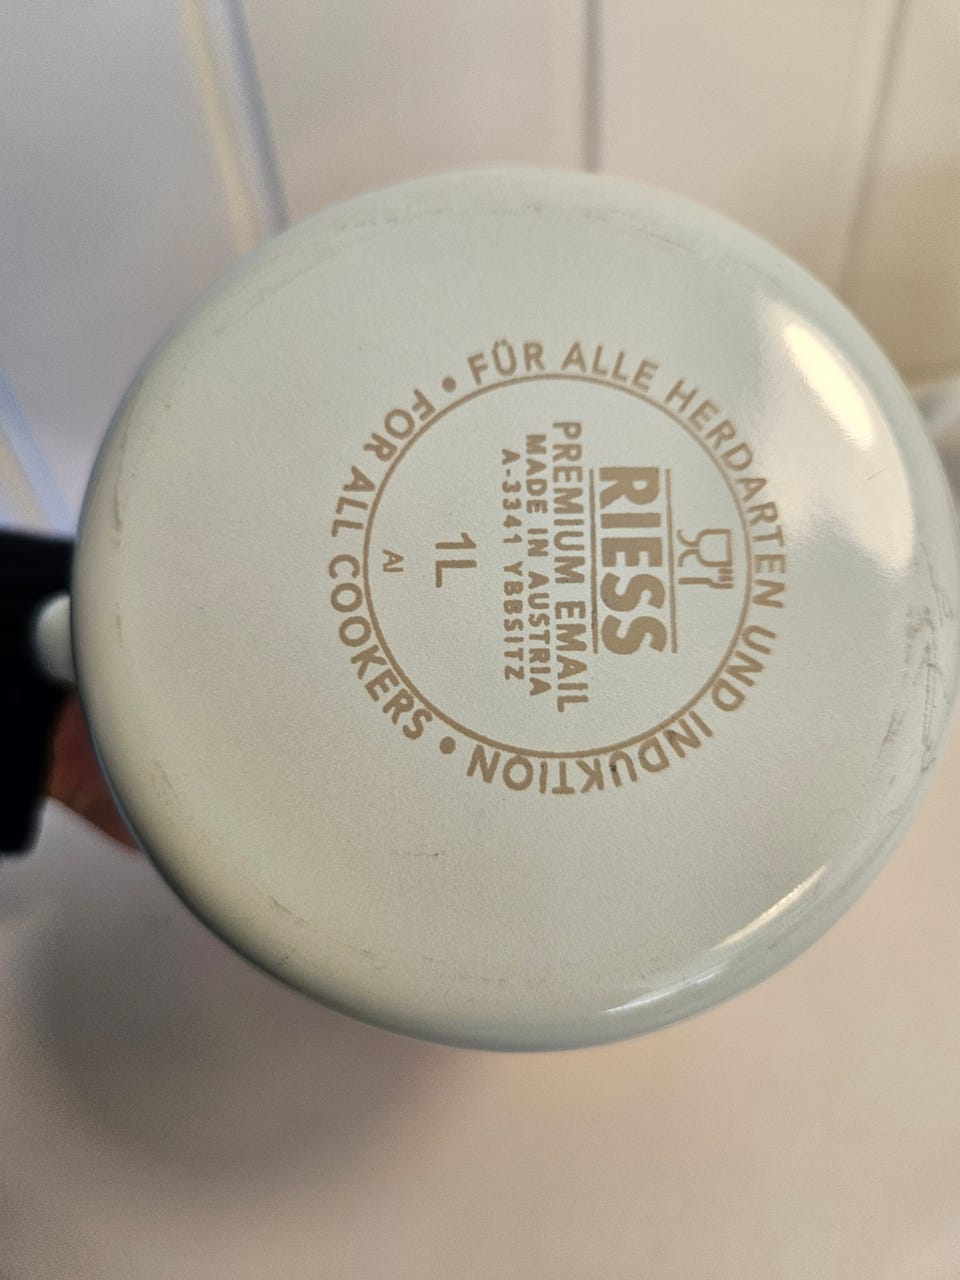 FÜR ALLE HERDARTEN UND INDUKTION • FOR ALL COOKERS •
RIESS
PREMIUM EMAIL
MADE IN AUSTRIA
A-3341 YBBSITZ
1L
AI